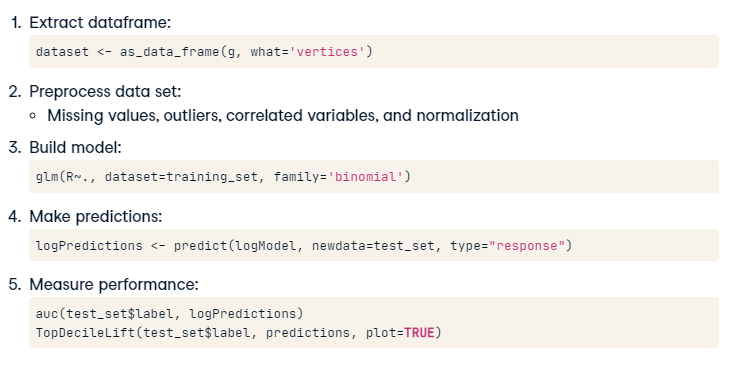 1. Extract dataframe:
dataset <- as_data_frame(g, what='vertices')
2. Preprocess data set:
◦ Missing values, outliers, correlated variables, and normalization
3. Build model:
glm(R~., dataset=training_set, family='binomial')
4. Make predictions:
logPredictions <- predict(logModel, newdata=test_set, type="response")
5. Measure performance:
auc(test_set$label, logPredictions)
TopDecileLift(test_set$label, predictions, plot=TRUE)